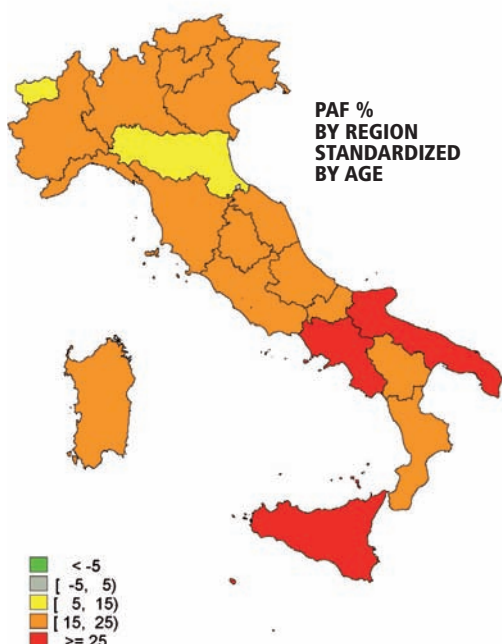 PAF %
BY REGION
STANDARDIZED
BY AGE
< -5
[ -5, 5)
[ 5, 15)
[ 15, 25)
>= 25